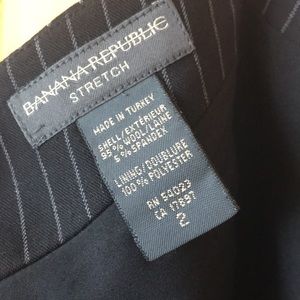 BANANA REPUBLIC
STRETCH
MADE IN TURKEY
SHELL/EXTÉRIEUR
95 % WOOL/LAINE
5 % SPANDEX
LINING/DOUBLURE
100 % POLYESTER
RN 54023
CA 17897
2